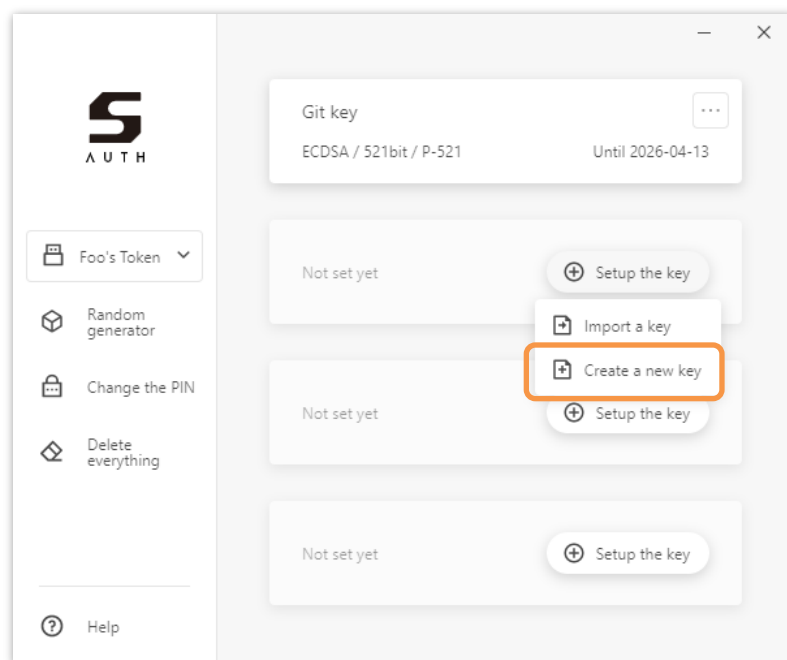 S
AUTH
Foo's Token
Random
generator
Change the PIN
Delete
everything
Help
Git key
...
ECDSA / 521bit / P-521
Until 2026-04-13
Not set yet
Setup the key
Import a key
Create a new key
Not set yet
Setup the key
Not set yet
Setup the key